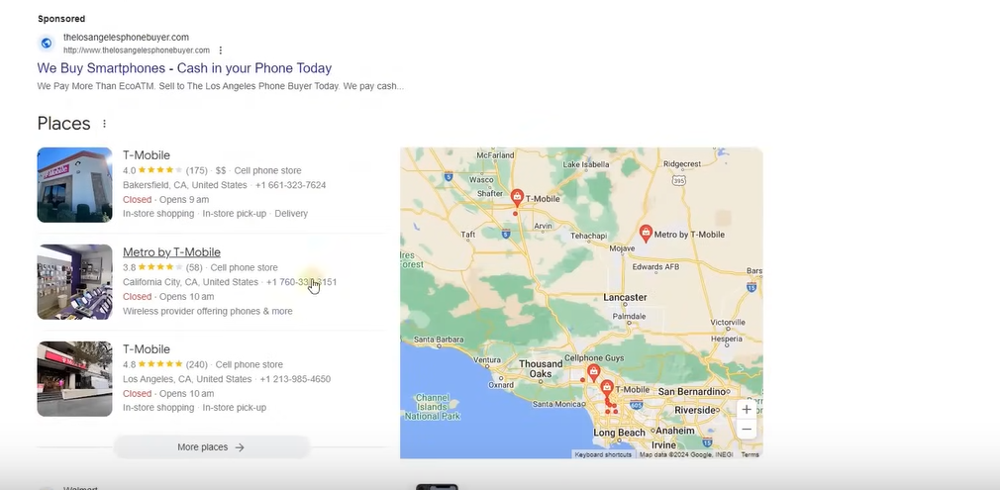 Sponsored
thelosangelesphonebuyer.com
http://www.thelosangelesphonebuyer.com
We Buy Smartphones - Cash in your Phone Today
We Pay More Than EcoATM. Sell to The Los Angeles Phone Buyer Today. We pay cash...
Places
T-Mobile
4.0 (175) · $$ · Cell phone store
Bakersfield, CA, United States · +1 661-323-7624
Closed · Opens 9 am
In-store shopping · In-store pick-up · Delivery
Metro by T-Mobile
3.8 (58) · Cell phone store
California City, CA, United States · +1
Closed · Opens 10 am
Wireless provider offering phones & more
T-Mobile
4.8 (240) · Cell phone store
Los Angeles, CA, United States · +1 213-985-4650
Closed · Opens 10 am
In-store shopping · In-store pick-up
More places
McFarland
Lake Isabella
Ridgecrest
Wasco
5
395
Shafter
T-Mobile
Taft
5
Arvin
Tehachapi
Metro by T-Mobile
Mojave
Edwards AFB
Bars
15
Forest
Lancaster
Palmdale
Victorville
Hesperia
Santa Barbara
Ventura
Thousand
Oaks
Cellphone Guys
Oxnard
T-Mobile
San Bernardino
Channel
Islands
National Park
Santa Monica
605
Riverside
Long Beach
Anaheim
Irvine
15
+
−
Keyboard shortcuts
Map data ©2024 Google, INEGI
Terms